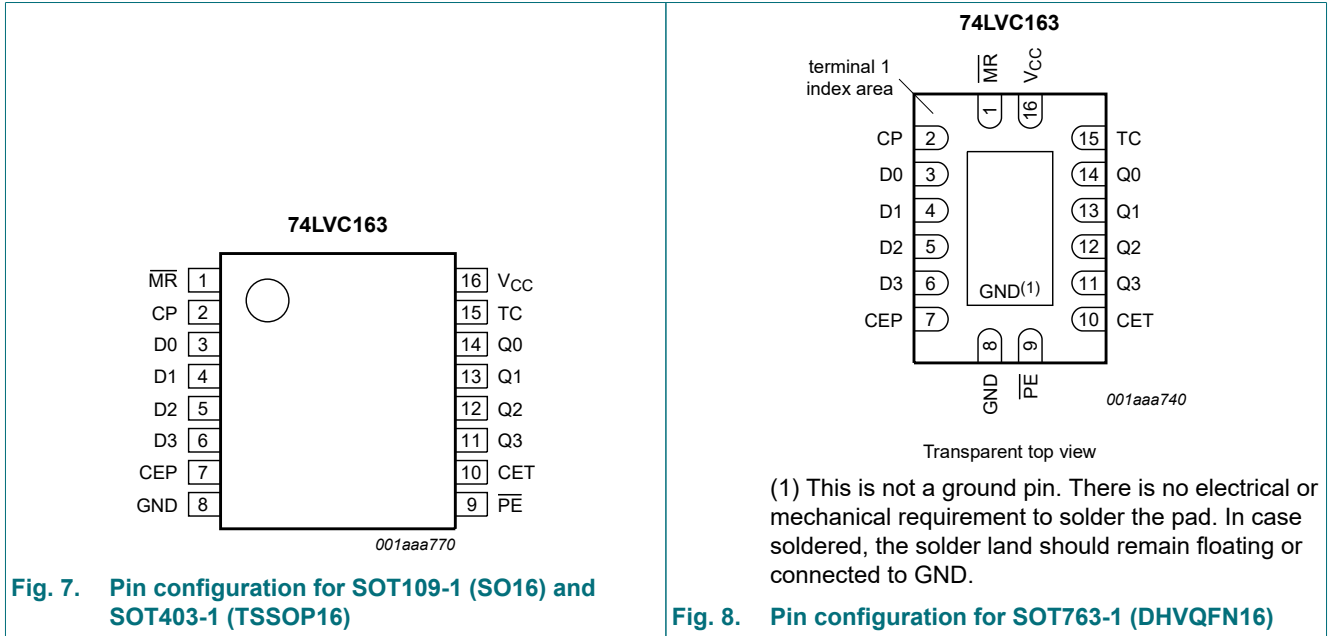 74LVC163
MR 1
CP 2
D0 3
D1 4
D2 5
D3 6
CEP 7
GND 8
16 VCC
15 TC
14 Q0
13 Q1
12 Q2
11 Q3
10 CET
9 PE
001aaa770
Fig. 7. Pin configuration for SOT109-1 (SO16) and
SOT403-1 (TSSOP16)
74LVC163
terminal 1
index area
MR VCC
1 16
CP 2
D0 3
D1 4
D2 5
D3 6
CEP 7
15 TC
14 Q0
13 Q1
12 Q2
11 Q3
10 CET
GND(1)
8 9
GND PE
001aaa740
Transparent top view
(1) This is not a ground pin. There is no electrical or
mechanical requirement to solder the pad. In case
soldered, the solder land should remain floating or
connected to GND.
Fig. 8. Pin configuration for SOT763-1 (DHVQFN16)